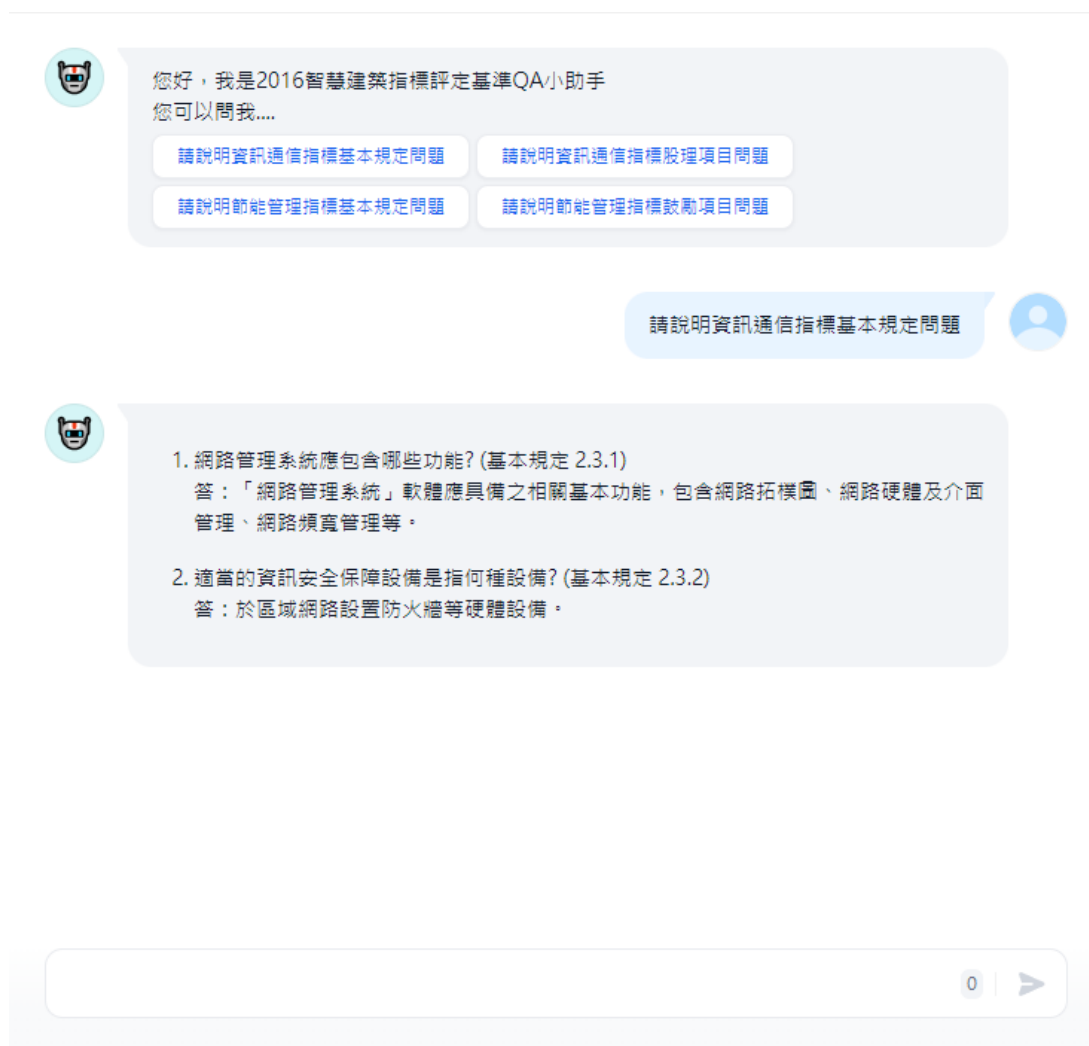 您好，我是2016智慧建築指標評定基準QA小助手
您可以問我....
請說明資訊通信指標基本規定問題
請說明資訊通信指標股理項目問題
請說明節能管理指標基本規定問題
請說明節能管理指標鼓勵項目問題
請說明資訊通信指標基本規定問題
1. 網路管理系統應包含哪些功能? (基本規定 2.3.1)
答：「網路管理系統」軟體應具備之相關基本功能，包含網路拓樸圖、網路硬體及介面
管理、網路頻寬管理等。
2. 適當的資訊安全保障設備是指何種設備? (基本規定 2.3.2)
答：於區域網路設置防火牆等硬體設備。
0